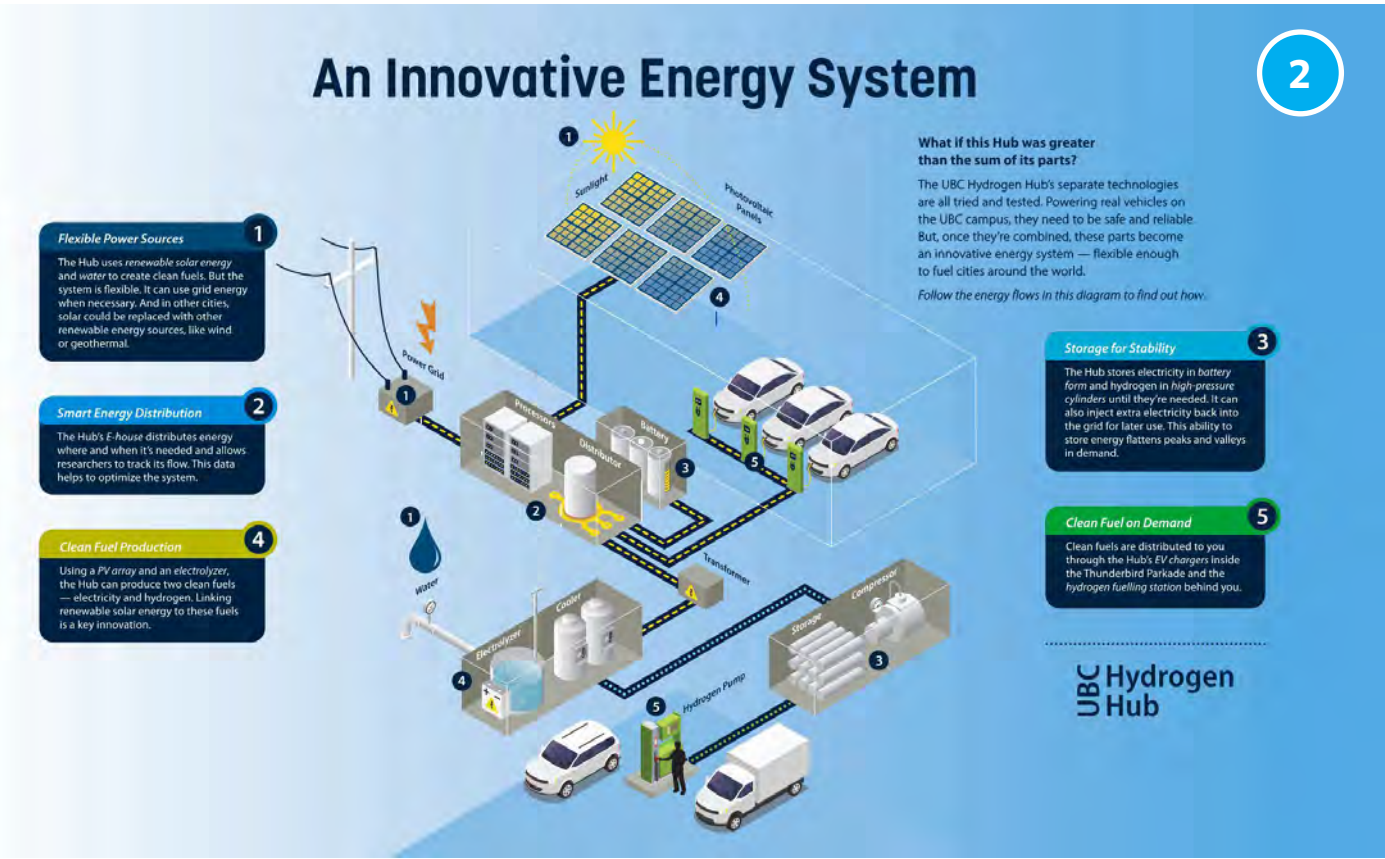 An Innovative Energy System
2
What if this Hub was greater
than the sum of its parts?
The UBC Hydrogen Hub's separate technologies
are all tried and tested. Powering real vehicles on
the UBC campus, they need to be safe and reliable.
But, once they're combined, these parts become
an innovative energy system — flexible enough
to fuel cities around the world.
Follow the energy flows in this diagram to find out how.
Flexible Power Sources
1
The Hub uses renewable solar energy
and water to create clean fuels. But the
system is flexible. It can use grid energy
when necessary. And in other cities,
solar could be replaced with other
renewable energy sources, like wind
or geothermal.
Smart Energy Distribution
2
The Hub's E-house distributes energy
where and when it's needed and allows
researchers to track its flow. This data
helps to optimize the system.
Clean Fuel Production
4
Using a PV array and an electrolyzer,
the Hub can produce two clean fuels
— electricity and hydrogen. Linking
renewable solar energy to these fuels
is a key innovation.
1
Sunlight
Photovoltaic
Panels
4
Power Grid
1
Processors
Distributor
2
Battery
3
5
1
Water
Transformer
Electrolyzer
Cooler
4
Storage
Compressor
3
5
Hydrogen Pump
Storage for Stability
3
The Hub stores electricity in battery
form and hydrogen in high-pressure
cylinders until they're needed. It can
also inject extra electricity back into
the grid for later use. This ability to
store energy flattens peaks and valleys
in demand.
Clean Fuel on Demand
5
Clean fuels are distributed to you
through the Hub's EV chargers inside
the Thunderbird Parkade and the
hydrogen fuelling station behind you.
UBC Hydrogen
Hub